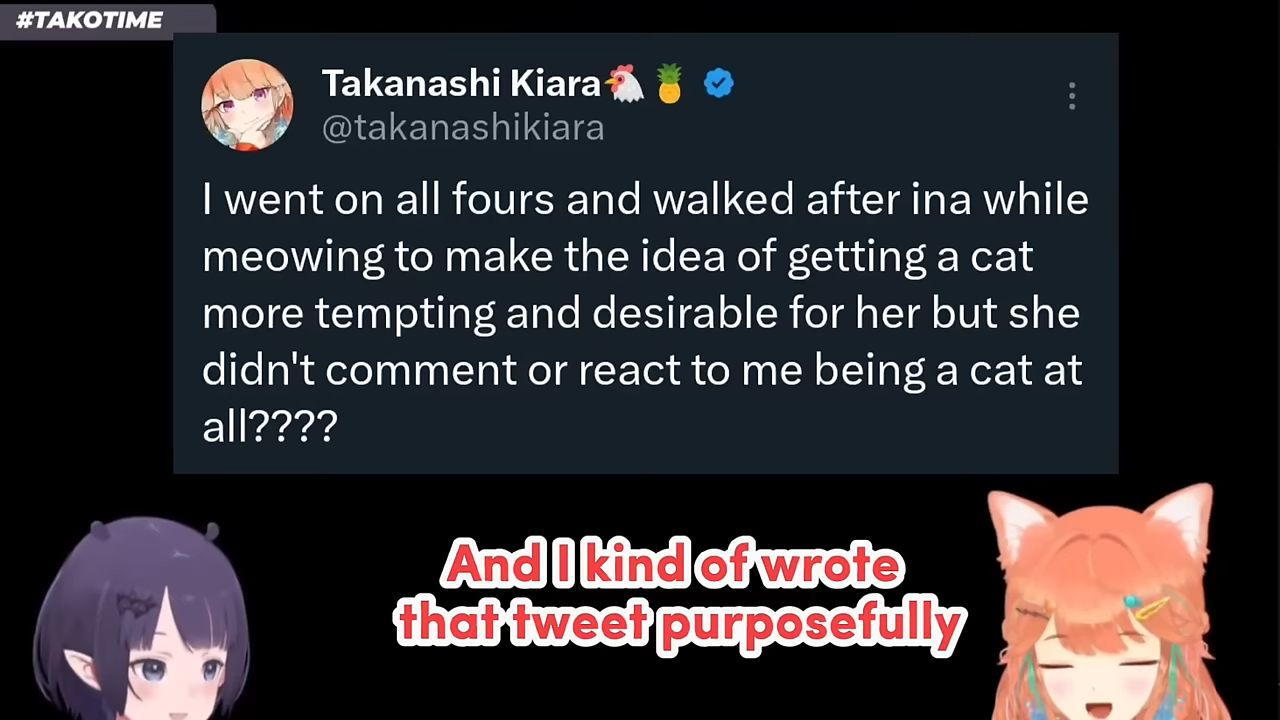 #TAKOTIME
Takanashi Kiara🐔🍍
@takanashikiara
I went on all fours and walked after ina while
meowing to make the idea of getting a cat
more tempting and desirable for her but she
didn't comment or react to me being a cat at
all????
And I kind of wrote
that tweet purposefully